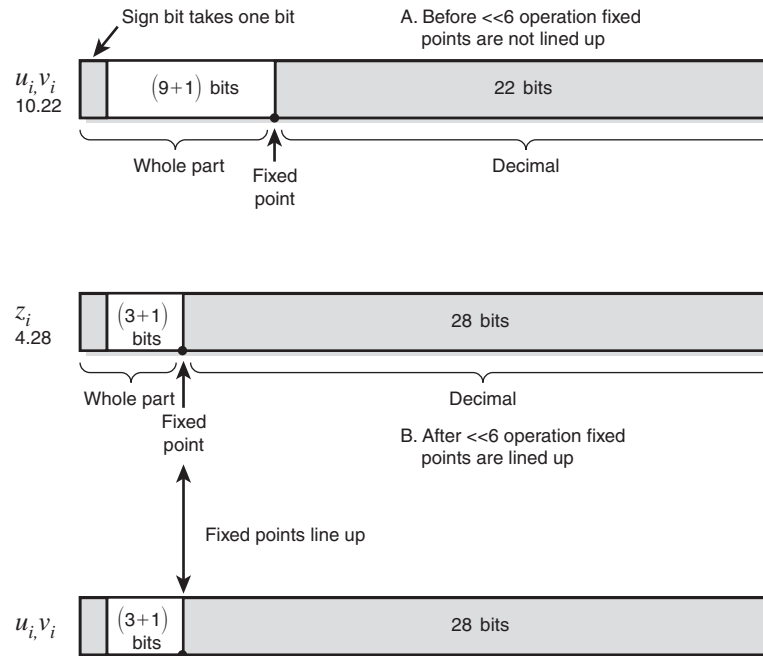 Sign bit takes one bit
A. Before <<6 operation fixed
points are not lined up
u_i,v_i
10.22
(9+1) bits
22 bits
Whole part
Fixed
point
Decimal
z_i
4.28
(3+1)
bits
28 bits
Whole part
Fixed
point
Decimal
B. After <<6 operation fixed
points are lined up
Fixed points line up
u_i,v_i
(3+1)
bits
28 bits